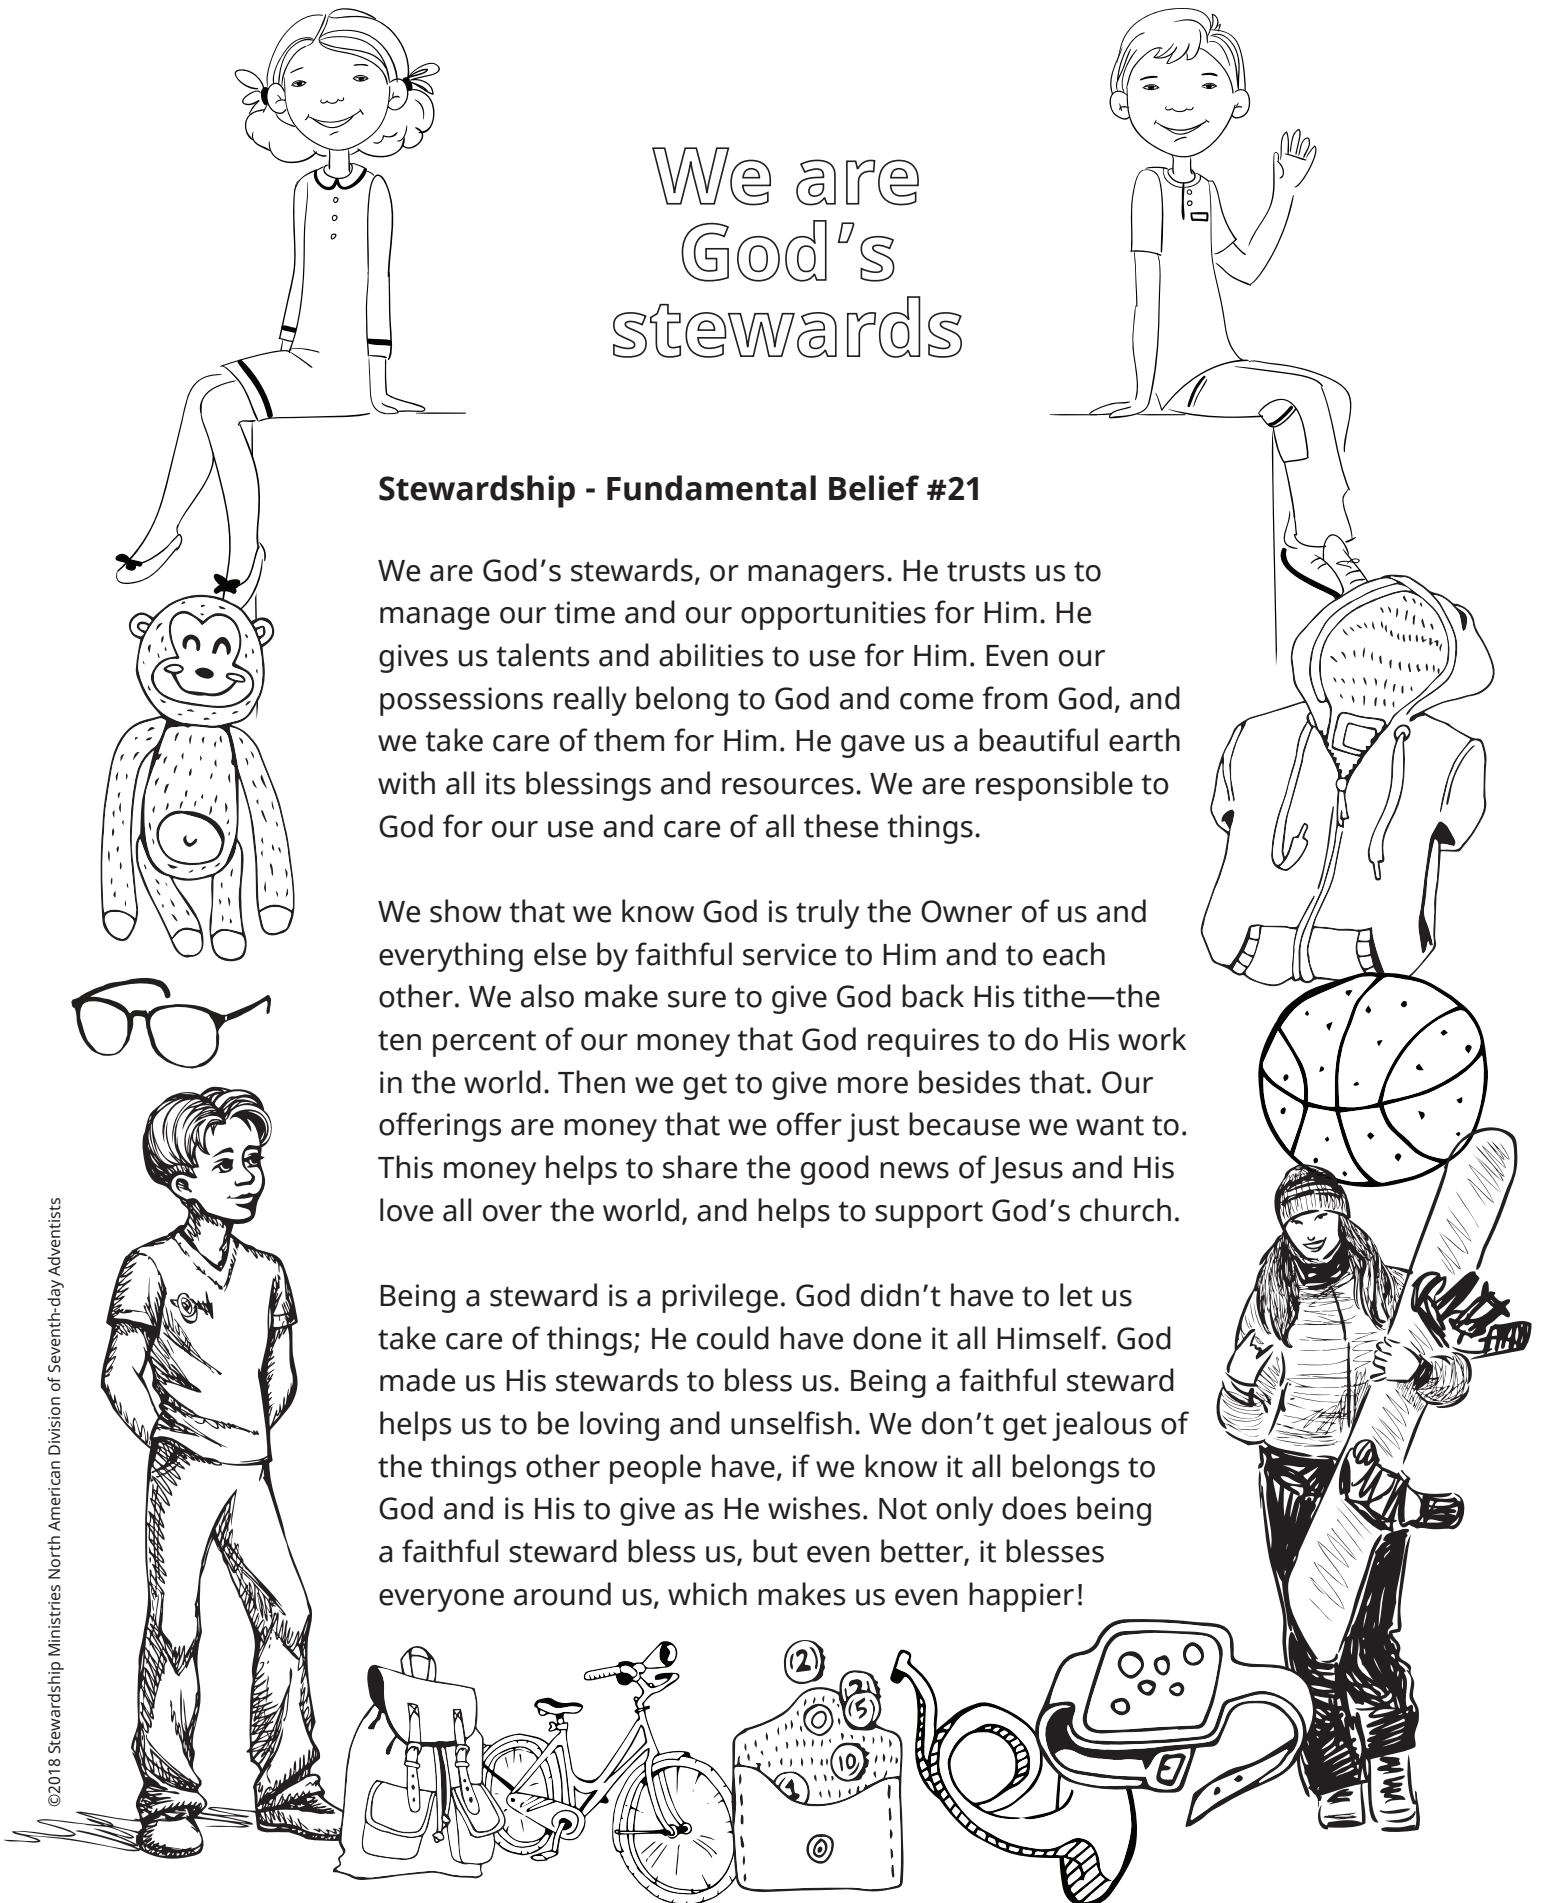 We are
God’s
stewards
Stewardship - Fundamental Belief #21
We are God’s stewards, or managers. He trusts us to
manage our time and our opportunities for Him. He
gives us talents and abilities to use for Him. Even our
possessions really belong to God and come from God, and
we take care of them for Him. He gave us a beautiful earth
with all its blessings and resources. We are responsible to
God for our use and care of all these things.
We show that we know God is truly the Owner of us and
everything else by faithful service to Him and to each
other. We also make sure to give God back His tithe—the
ten percent of our money that God requires to do His work
in the world. Then we get to give more besides that. Our
offerings are money that we offer just because we want to.
This money helps to share the good news of Jesus and His
love all over the world, and helps to support God’s church.
Being a steward is a privilege. God didn’t have to let us
take care of things; He could have done it all Himself. God
made us His stewards to bless us. Being a faithful steward
helps us to be loving and unselfish. We don’t get jealous of
the things other people have, if we know it all belongs to
God and is His to give as He wishes. Not only does being
a faithful steward bless us, but even better, it blesses
everyone around us, which makes us even happier!
©2018 Stewardship Ministries North American Division of Seventh-day Adventists
2
2
5
10
1